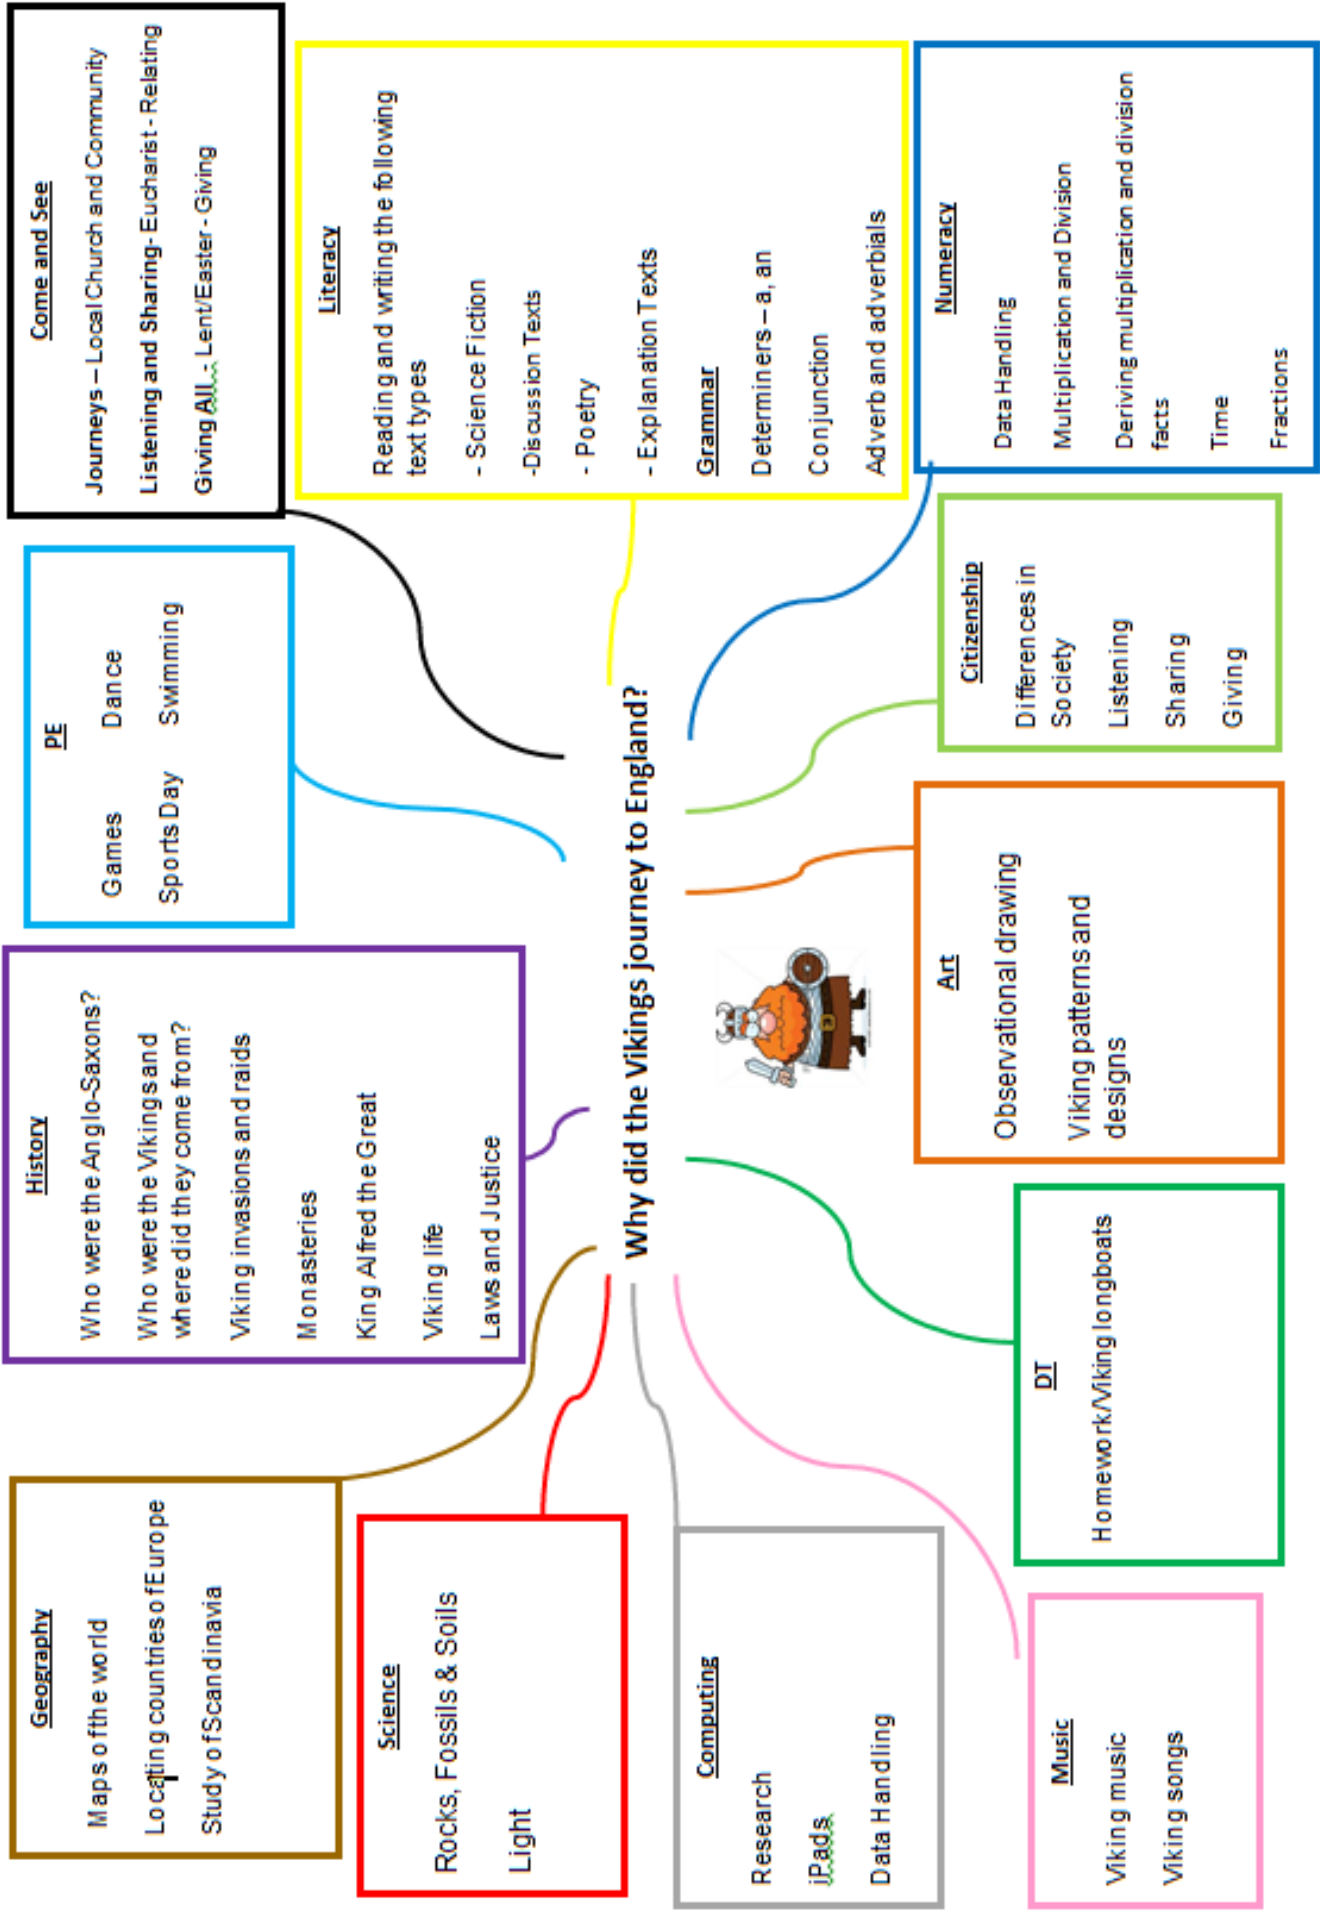 Geography
Maps of the world
Locating countries of Europe
Study of Scandinavia
History
Who were the Anglo-Saxons?
Who were the Vikings and
where did they come from?
Viking invasions and raids
Monasteries
King Alfred the Great
Viking life
Laws and Justice
PE
Games Dance
Sports Day Swimming
Come and See
Journeys – Local Church and Community
Listening and Sharing- Eucharist - Relating
Giving All - Lent/Easter - Giving
Science
Rocks, Fossils & Soils
Light
Literacy
Reading and writing the following
text types
- Science Fiction
-Discussion Texts
- Poetry
- Explanation Texts
Grammar
Determiners – a, an
Conjunction
Adverb and adverbials
Why did the Vikings journey to England?
Computing
Research
iPads
Data Handling
Music
Viking music
Viking songs
DT
Homework/Viking longboats
Art
Observational drawing
Viking patterns and
designs
Citizenship
Differences in
Society
Listening
Sharing
Giving
Numeracy
Data Handling
Multiplication and Division
Deriving multiplication and division
facts
Time
Fractions